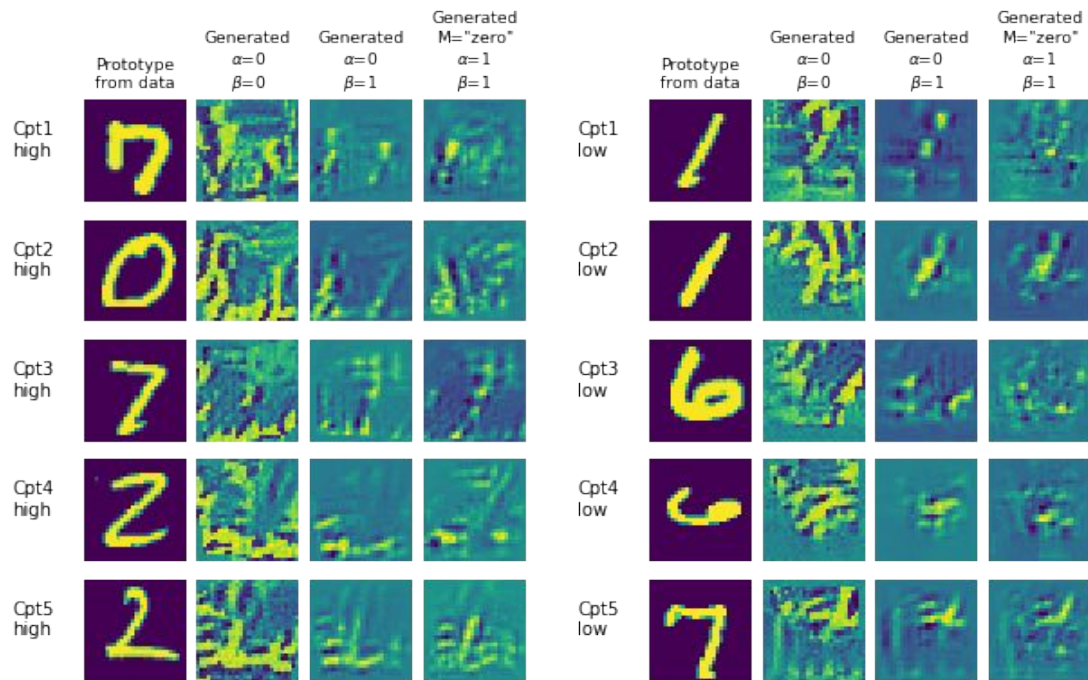 Prototype
from data
Generated
α=0
β=0
Generated
α=0
β=1
Generated
M="zero"
α=1
β=1
Prototype
from data
Generated
α=0
β=0
Generated
α=0
β=1
Generated
M="zero"
α=1
β=1
Cpt1
high
Cpt1
low
Cpt2
high
Cpt2
low
Cpt3
high
Cpt3
low
Cpt4
high
Cpt4
low
Cpt5
high
Cpt5
low